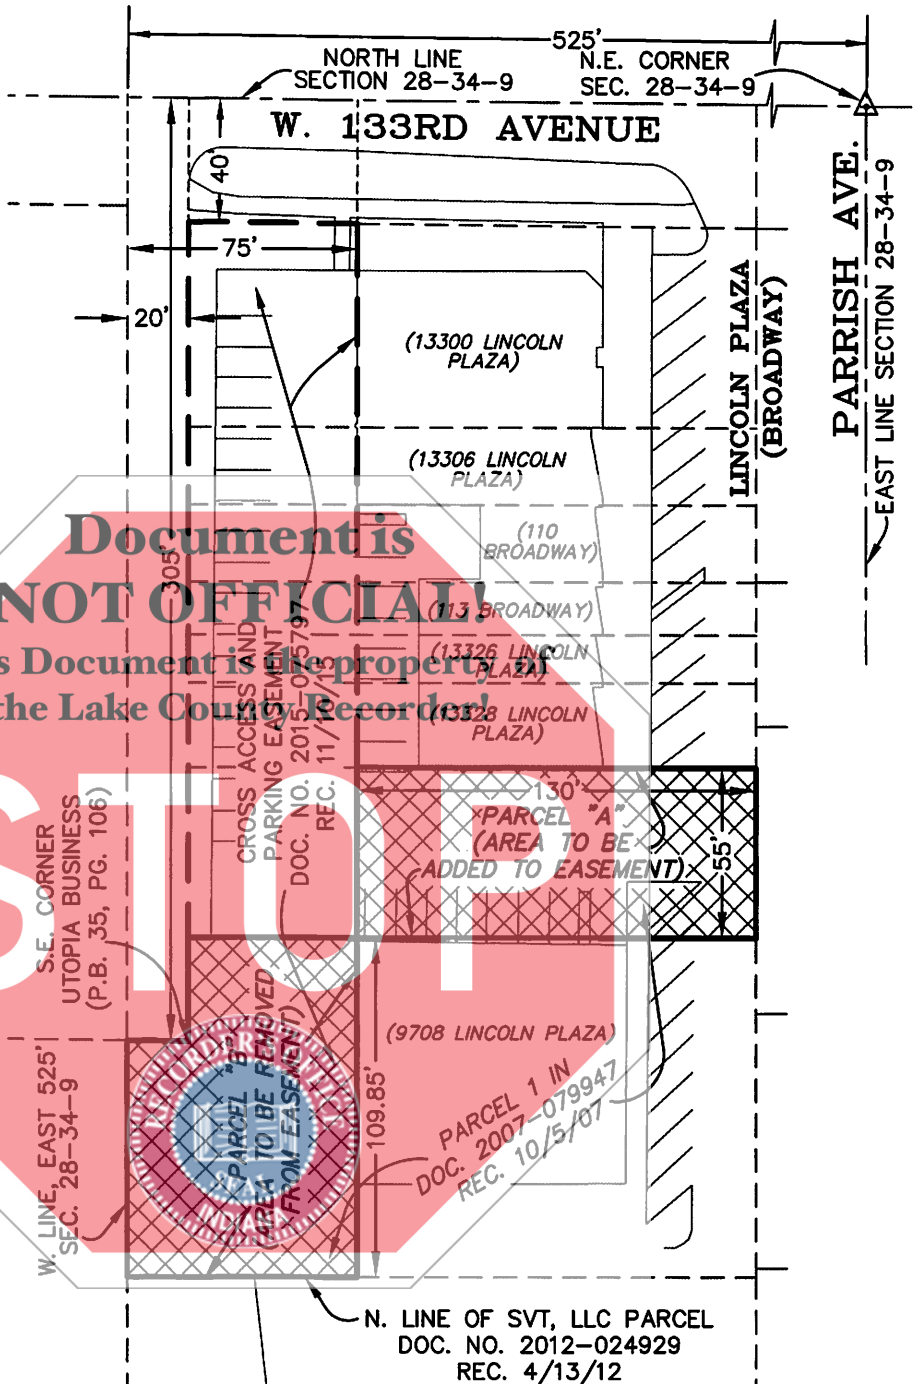 525'
NORTH LINE
SECTION 28-34-9
N.E. CORNER
SEC. 28-34-9
W. 133RD AVENUE
40'
75'
20'
PARRISH AVE.
EAST LINE SECTION 28-34-9
LINCOLN PLAZA
(BROADWAY)
(13300 LINCOLN
PLAZA)
(13306 LINCOLN
PLAZA)
(110
BROADWAY)
(113 BROADWAY)
(13326 LINCOLN
PLAZA)
(13328 LINCOLN
PLAZA)
305'
Document is
NOT OFFICIAL!
s Document is the property of
the Lake County Recorder!
STOP
CROSS ACCESS AND
PARKING EASEMENT
DOC. NO. 2015-
REC. 11/
130'
"PARCEL "A"
(AREA TO BE
ADDED TO EASEMENT)
55'
S.E. CORNER
UTOPIA BUSINESS
(P.B. 35, PG. 106)
(9708 LINCOLN PLAZA)
109.85'
PARCEL "B"
(AREA TO BE REMOVED
FROM EASEMENT)
RECORDER'S OFFICE
SEAL
INDIANA
PARCEL 1 IN
DOC. 2007-079947
REC. 10/5/07
W. LINE, EAST 525'
SEC. 28-34-9
N. LINE OF SVT, LLC PARCEL
DOC. NO. 2012-024929
REC. 4/13/12